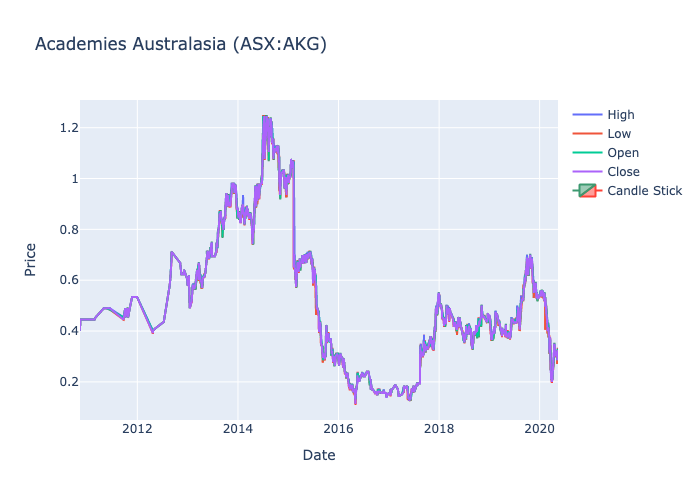 Academies Australasia (ASX:AKG)
High
Low
Open
Close
Candle Stick
1.2
1
0.8
0.6
0.4
0.2
Price
2012 2014 2016 2018 2020
Date